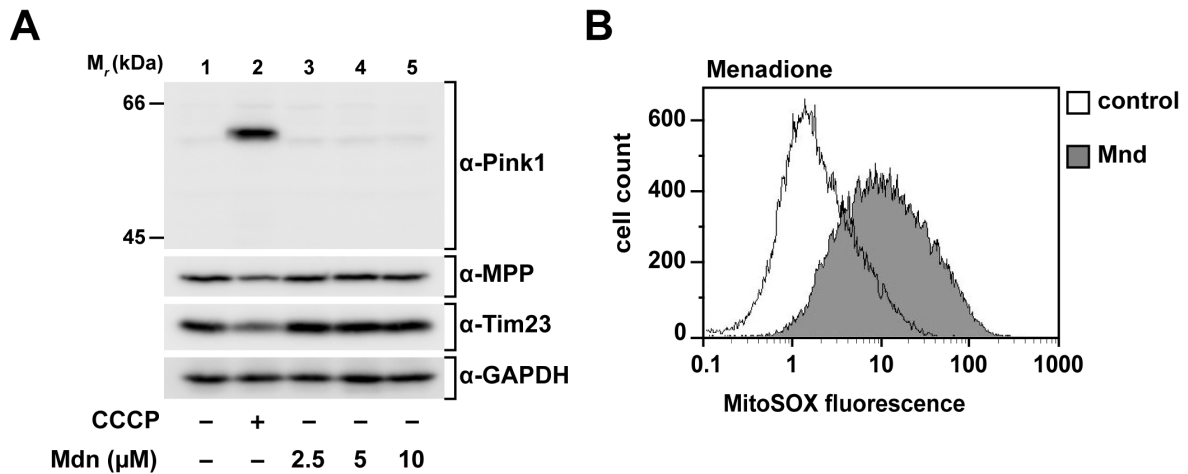 A
Mr (kDa) 1 2 3 4 5
66
α-Pink1
45
α-MPP
α-Tim23
α-GAPDH
CCCP – + – – –
Mdn (μM) – – 2.5 5 10
B
Menadione
control
Mnd
600
400
200
0
cell count
0.1 1 10 100 1000
MitoSOX fluorescence